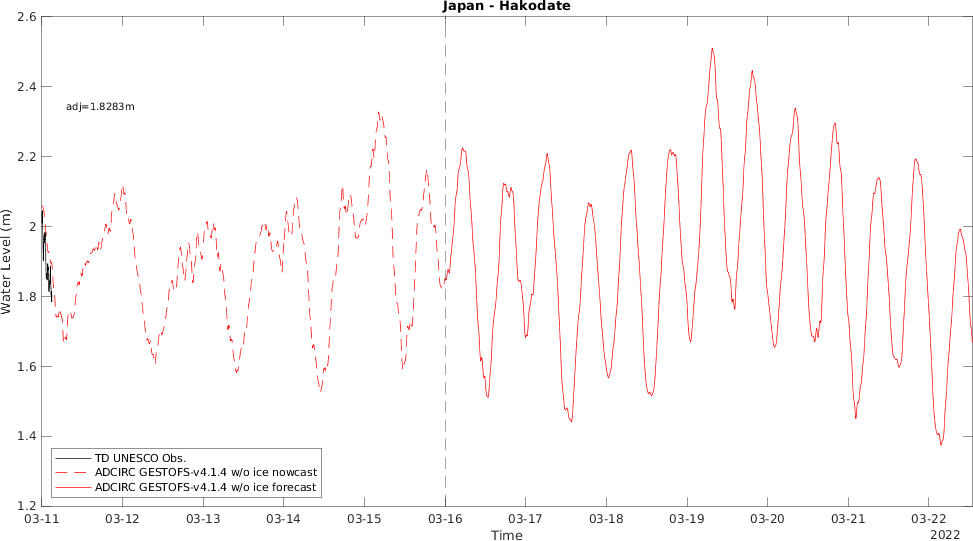 Japan - Hakodate
2.6
2.4
2.2
2
1.8
1.6
1.4
1.2
Water Level (m)
adj=1.8283m
TD UNESCO Obs.
ADCIRC GESTOFS-v4.1.4 w/o ice nowcast
ADCIRC GESTOFS-v4.1.4 w/o ice forecast
03-11 03-12 03-13 03-14 03-15 03-16 03-17 03-18 03-19 03-20 03-21 03-22
Time
2022